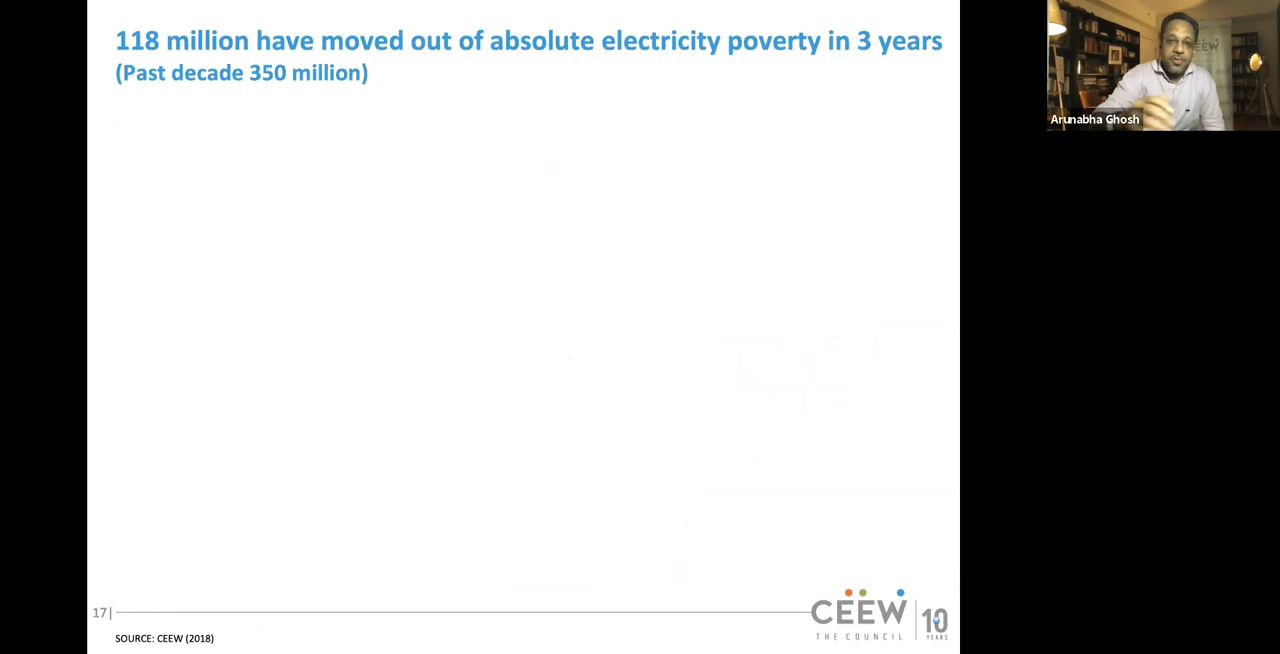 118 million have moved out of absolute electricity poverty in 3 years
(Past decade 350 million)
CEEW
Arunabha Ghosh
17|
CEEW
THE COUNCIL
10
YEARS
SOURCE: CEEW (2018)